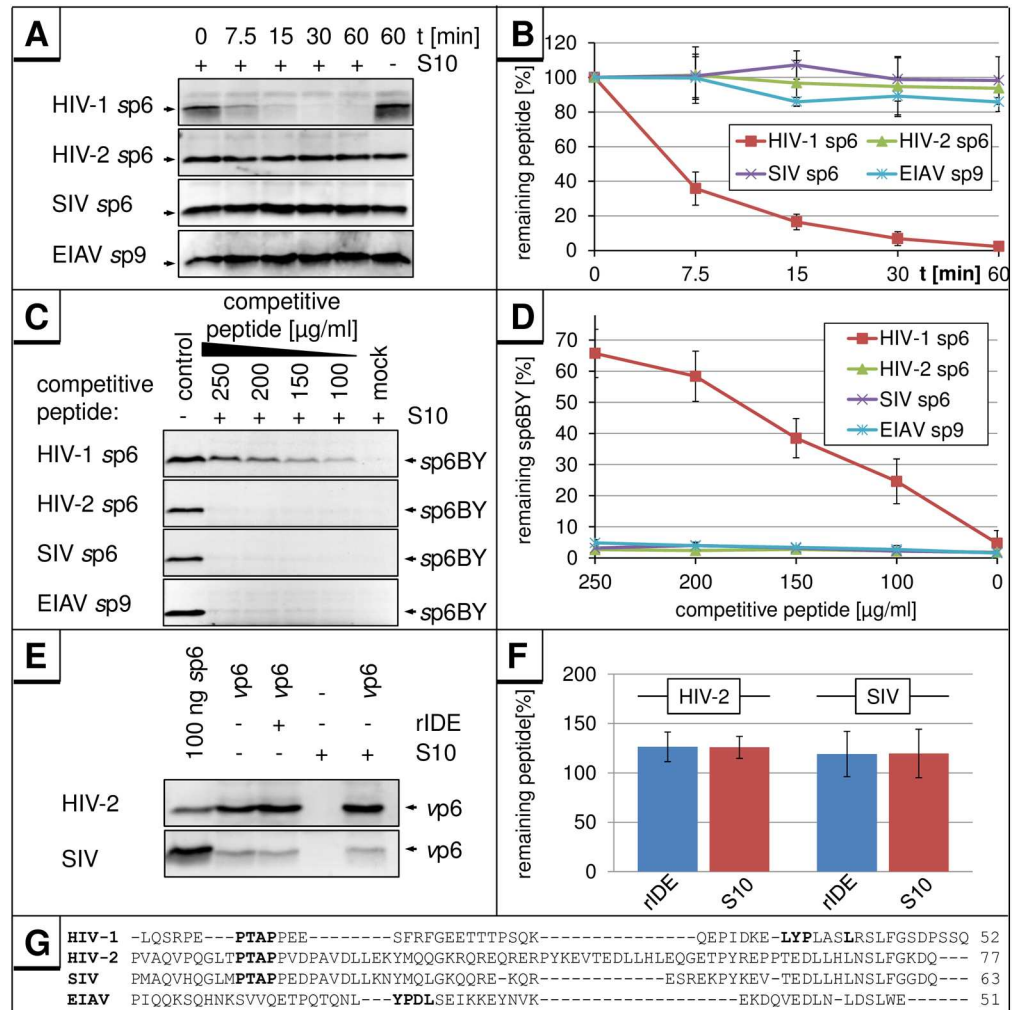 A
0 7.5 15 30 60 60 t [min]
+ + + + + - S10
HIV-1 sp6
HIV-2 sp6
SIV sp6
EIAV sp9
B
remaining peptide [%]
120
100
80
60
40
20
0
HIV-1 sp6 HIV-2 sp6
SIV sp6 EIAV sp9
0 7.5 15 30 t [min] 60
C
competitive
peptide [µg/ml]
control 250 200 150 100 mock
competitive
peptide:
- + + + + + S10
HIV-1 sp6 sp6BY
HIV-2 sp6 sp6BY
SIV sp6 sp6BY
EIAV sp9 sp6BY
D
remaining sp6BY [%]
70
60
50
40
30
20
10
0
HIV-1 sp6
HIV-2 sp6
SIV sp6
EIAV sp9
250 200 150 100 0
competitive peptide [µg/ml]
E
100 ng sp6 vp6 vp6 - vp6
- + - - rIDE
- - + + S10
HIV-2 vp6
SIV vp6
F
remaining peptide[%]
200
150
100
50
0
HIV-2 SIV
rIDE S10 rIDE S10
G
HIV-1 -LQSRPE---PTAPPEE------SFRFGEETTTPSQK-------------QEPIDKE-LYPLASLRSLFGSDPSSQ 52
HIV-2 PVAQVPQGLTPTAPPVDPAVDLLEKYMQQGKRQREQRERPYKEVTEDLLHLEQGETPYREPPTEDLLHLNSLFGKDQ--- 77
SIV PMAQVHQGLMPTAPPEDPAVDLLKNYMQLGKQQRE-KQR-----------ESREKPYKEV-TEDLLHLNSLFGGDQ--- 63
EIAV PIQQKSQHNKSVVQETPQTQNL---YPDLSEIKKEYNVK-----------------EKDQVEDLN-LDSLWE----- 51